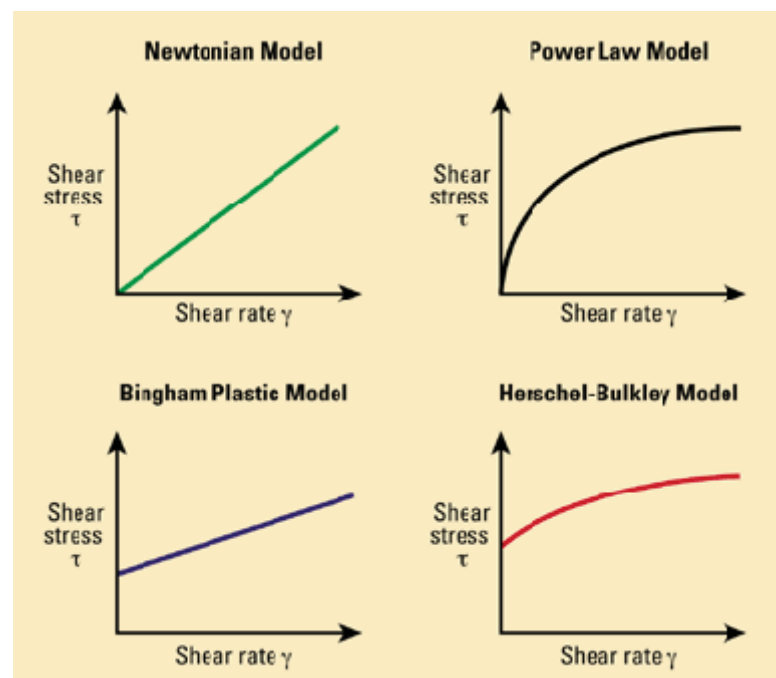 Newtonian Model
Shear
stress
τ
Shear rate γ
Power Law Model
Shear
stress
τ
Shear rate γ
Bingham Plastic Model
Shear
stress
τ
Shear rate γ
Herschel-Bulkley Model
Shear
stress
τ
Shear rate γ